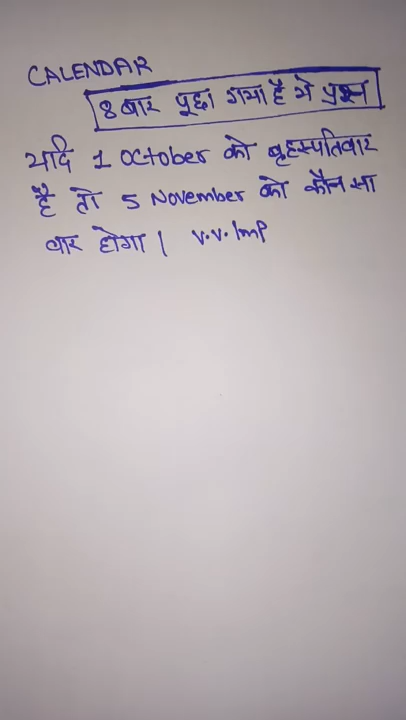 CALENDAR
8 बार पूछा गया है ये प्रश्न
यदि 1 October को बृहस्पतिवार
है तो 5 November को कौन सा
वार होगा। V.V.Imp